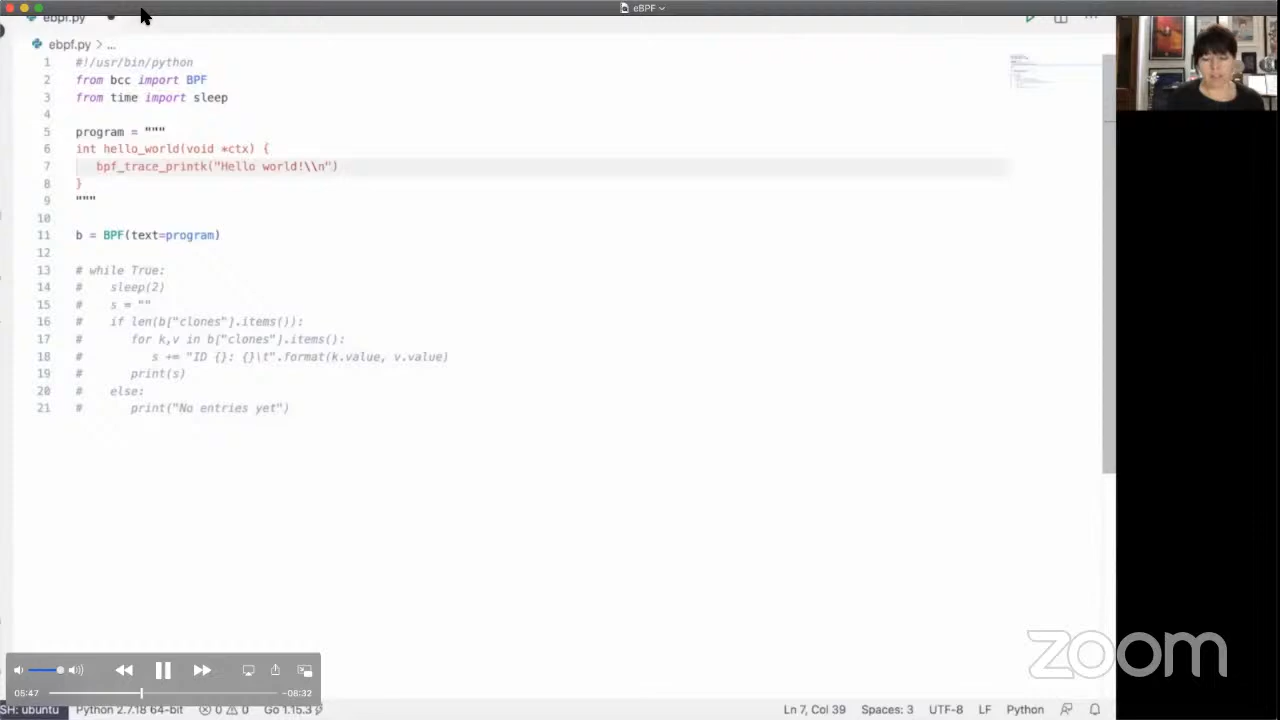 eBPF
ebpf.py
ebpf.py > ...
1 #!/usr/bin/python
2 from bcc import BPF
3 from time import sleep
4
5 program = """
6 int hello_world(void *ctx) {
7 bpf_trace_printk("Hello world!\\n")
8 }
9 """
10
11 b = BPF(text=program)
12
13 # while True:
14 # sleep(2)
15 # s = ""
16 # if len(b["clones"].items()):
17 # for k,v in b["clones"].items():
18 # s += "ID {}: {}\t".format(k.value, v.value)
19 # print(s)
20 # else:
21 # print("No entries yet")
zoom
05:47 -08:32
SH: ubuntu Python 2.7.18 64-bit 0 0 Go 1.15.3 Ln 7, Col 39 Spaces: 3 UTF-8 LF Python